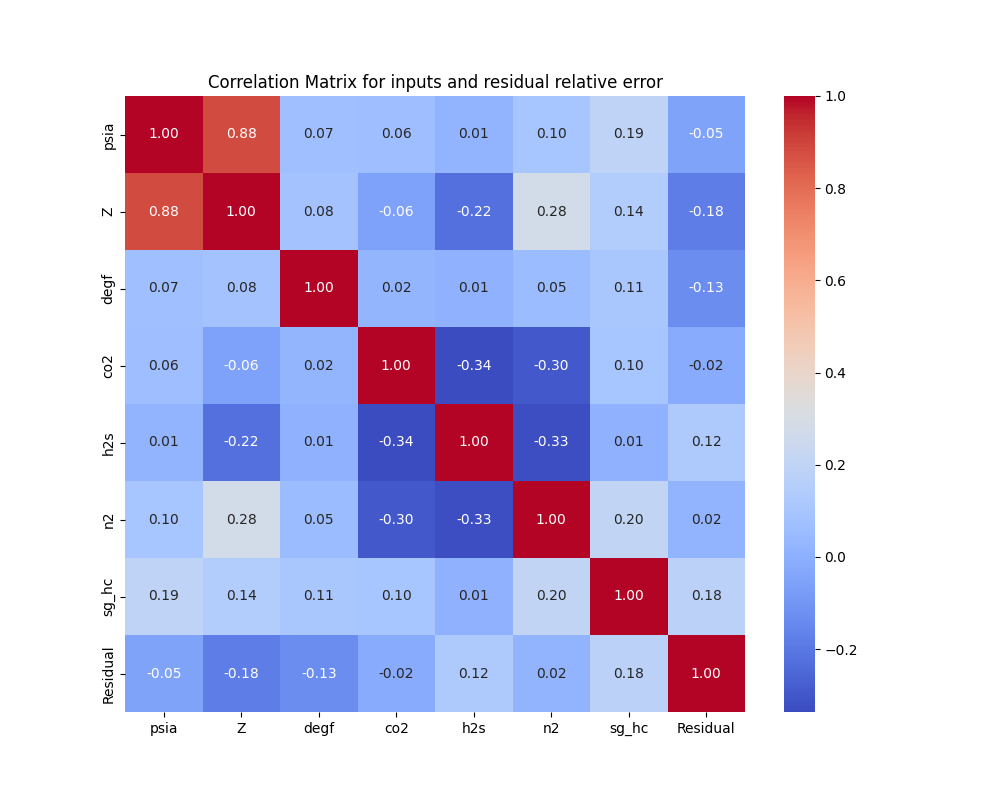 Correlation Matrix for inputs and residual relative error
psia 1.00 0.88 0.07 0.06 0.01 0.10 0.19 -0.05
Z 0.88 1.00 0.08 -0.06 -0.22 0.28 0.14 -0.18
degf 0.07 0.08 1.00 0.02 0.01 0.05 0.11 -0.13
co2 0.06 -0.06 0.02 1.00 -0.34 -0.30 0.10 -0.02
h2s 0.01 -0.22 0.01 -0.34 1.00 -0.33 0.01 0.12
n2 0.10 0.28 0.05 -0.30 -0.33 1.00 0.20 0.02
sg_hc 0.19 0.14 0.11 0.10 0.01 0.20 1.00 0.18
Residual -0.05 -0.18 -0.13 -0.02 0.12 0.02 0.18 1.00
psia Z degf co2 h2s n2 sg_hc Residual
1.0
0.8
0.6
0.4
0.2
0.0
−0.2